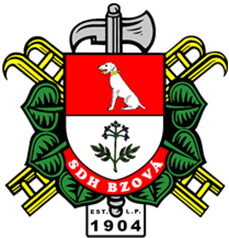 SDH BZOVÁ
EST. L.P.
1904